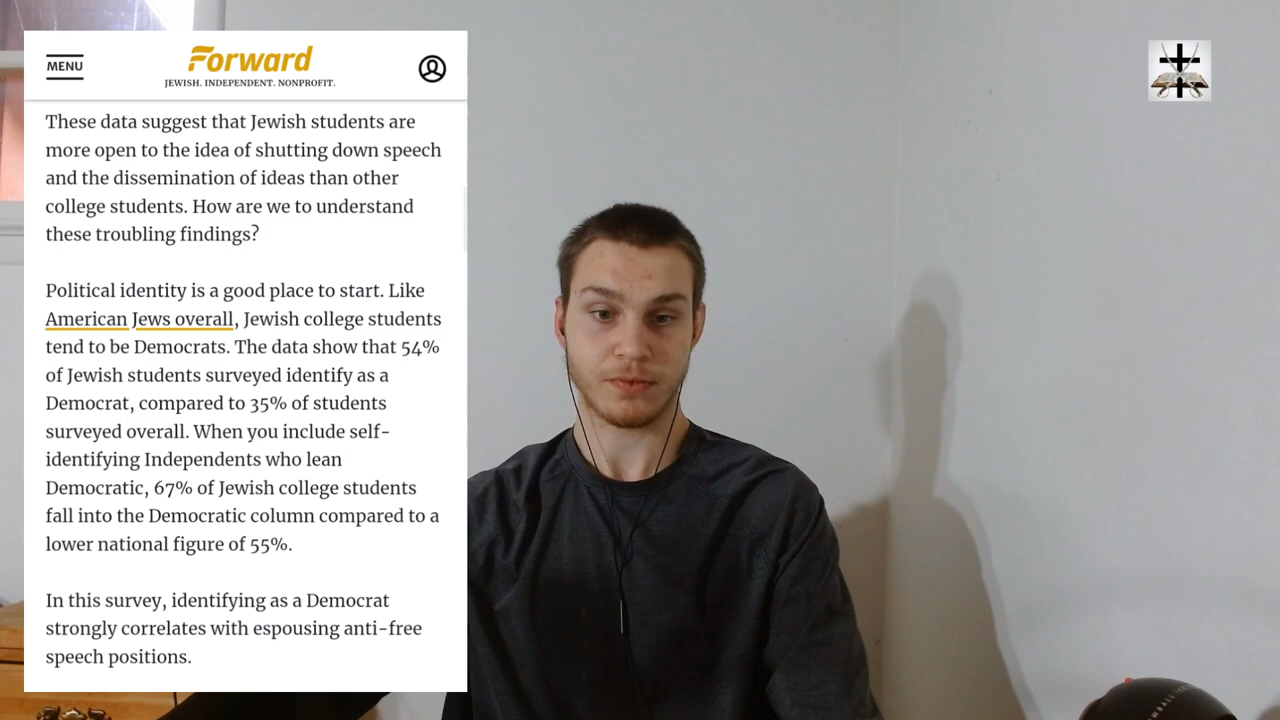 MENU
Forward
JEWISH. INDEPENDENT. NONPROFIT.
These data suggest that Jewish students are
more open to the idea of shutting down speech
and the dissemination of ideas than other
college students. How are we to understand
these troubling findings?
Political identity is a good place to start. Like
American Jews overall, Jewish college students
tend to be Democrats. The data show that 54%
of Jewish students surveyed identify as a
Democrat, compared to 35% of students
surveyed overall. When you include self-
identifying Independents who lean
Democratic, 67% of Jewish college students
fall into the Democratic column compared to a
lower national figure of 55%.
In this survey, identifying as a Democrat
strongly correlates with espousing anti-free
speech positions.